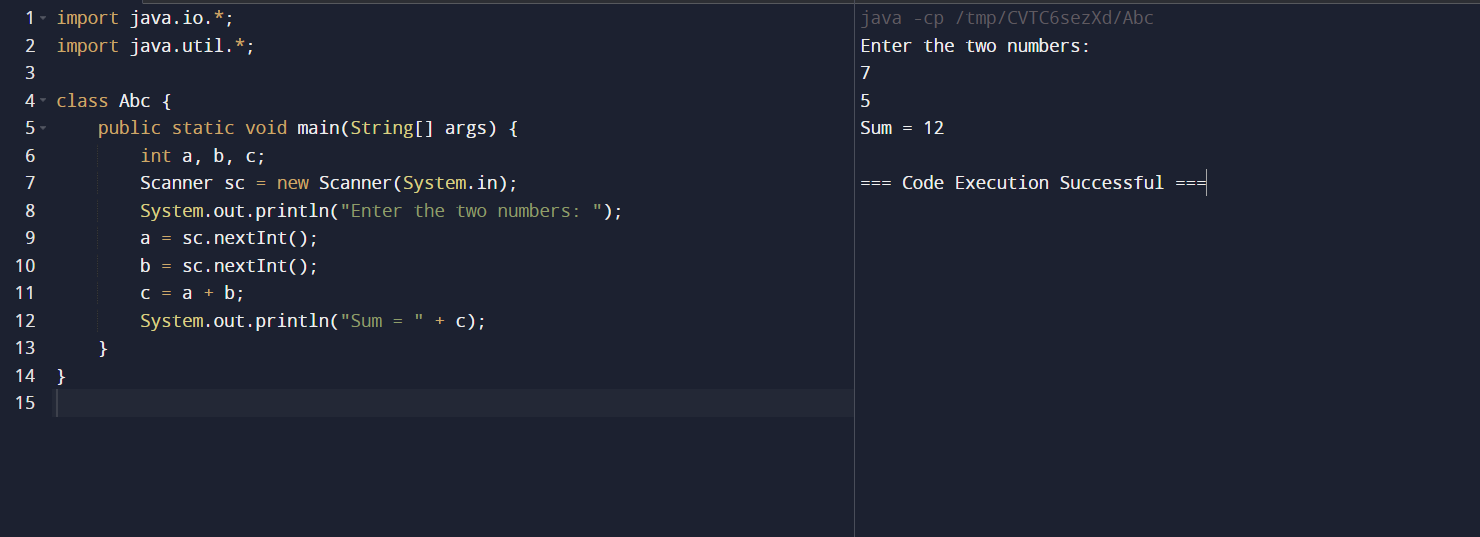 1 import java.io.*;
2 import java.util.*;
3
4 class Abc {
5     public static void main(String[] args) {
6         int a, b, c;
7         Scanner sc = new Scanner(System.in);
8         System.out.println("Enter the two numbers: ");
9         a = sc.nextInt();
10         b = sc.nextInt();
11         c = a + b;
12         System.out.println("Sum = " + c);
13     }
14 }
15
java -cp /tmp/CVTC6sezXd/Abc
Enter the two numbers:
7
5
Sum = 12
=== Code Execution Successful ===